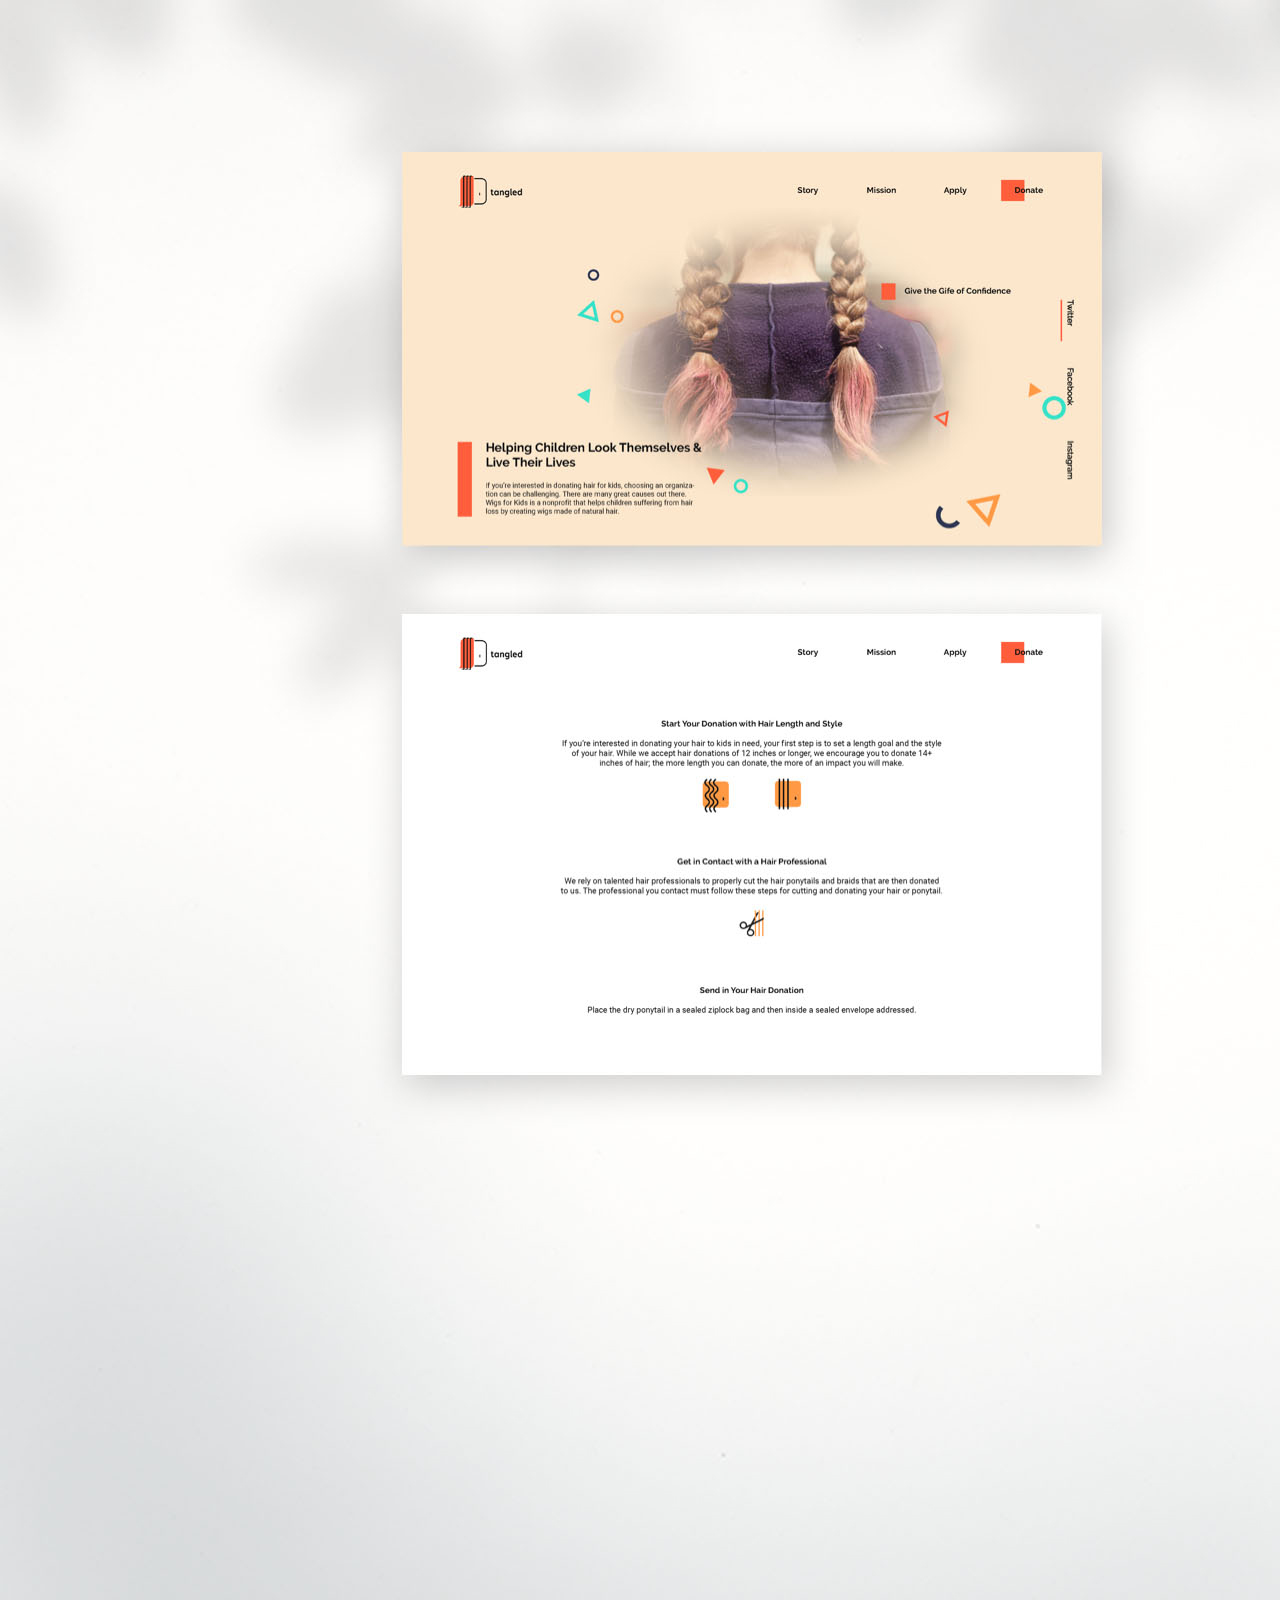 tangled
Story
Mission
Apply
Donate
Give the Gife of Confidence
Twitter
Facebook
Instagram
Helping Children Look Themselves &
Live Their Lives
If you're interested in donating hair for kids, choosing an organiza-
tion can be challenging. There are many great causes out there.
Wigs for Kids is a nonprofit that helps children suffering from hair
loss by creating wigs made of natural hair.
tangled
Story
Mission
Apply
Donate
Start Your Donation with Hair Length and Style
If you're interested in donating your hair to kids in need, your first step is to set a length goal and the style
of your hair. While we accept hair donations of 12 inches or longer, we encourage you to donate 14+
inches of hair; the more length you can donate, the more of an impact you will make.
Get in Contact with a Hair Professional
We rely on talented hair professionals to properly cut the hair ponytails and braids that are then donated
to us. The professional you contact must follow these steps for cutting and donating your hair or ponytail.
Send in Your Hair Donation
Place the dry ponytail in a sealed ziplock bag and then inside a sealed envelope addressed.